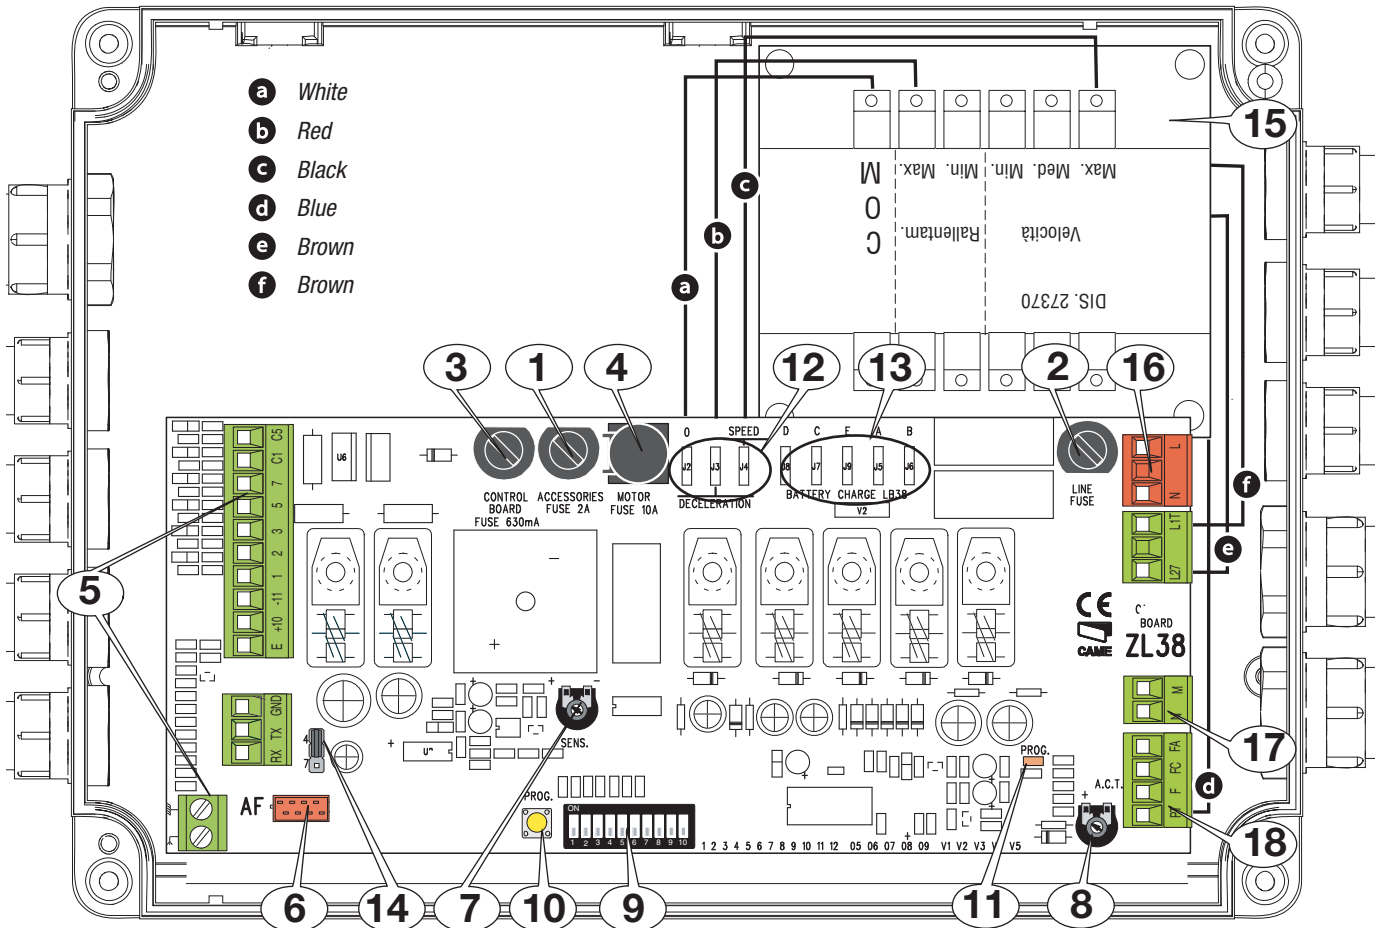 a White
b Red
c Black
d Blue
e Brown
f Brown
15
Max. Med. Min. Min. Max.
M
O
C
Velocità
Rallentam.
DIS. 27370
a
b
c
3
1
4
12
13
2
16
O SPEED D C E A B
J2 J3 J4 J8 J7 J9 J5 J6
DECELERATION
BATTERY CHARGE LB38
V2
CONTROL BOARD FUSE 630mA
ACCESSORIES FUSE 2A
MOTOR FUSE 10A
LINE FUSE
U6
C5
C1
7
5
3
2
1
-11
+10
E
L
N
L1T
L27
f
e
5
CE
CAME
BOARD
ZL38
GND
TX
RX
4
7
SENS.
M
17
FA
FC
F
d
18
AF
PROG.
ON
1 2 3 4 5 6 7 8 9 10
PROG.
A.C.T.
1 2 3 4 5 6 7 8 9 10 11 12 05 06 07 08 09 V1 V2 V3 V5
6
14
7
10
9
11
8